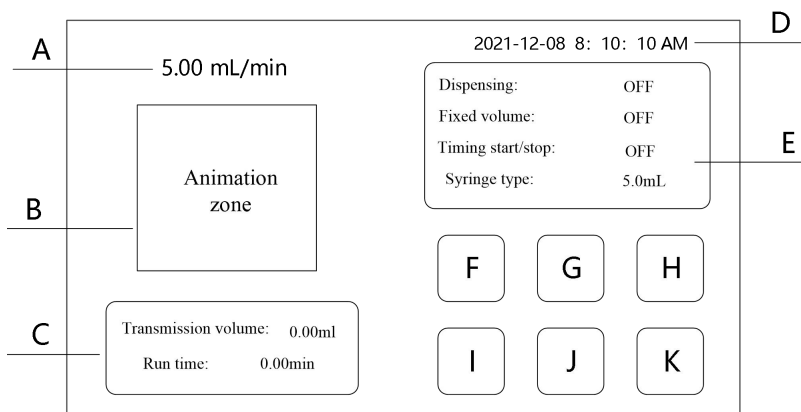 A
5.00 mL/min
2021-12-08 8: 10: 10 AM
D
Dispensing: OFF
Fixed volume: OFF
Timing start/stop: OFF
Syringe type: 5.0mL
E
Animation
zone
B
F G H
C
Transmission volume: 0.00ml
Run time: 0.00min
I J K